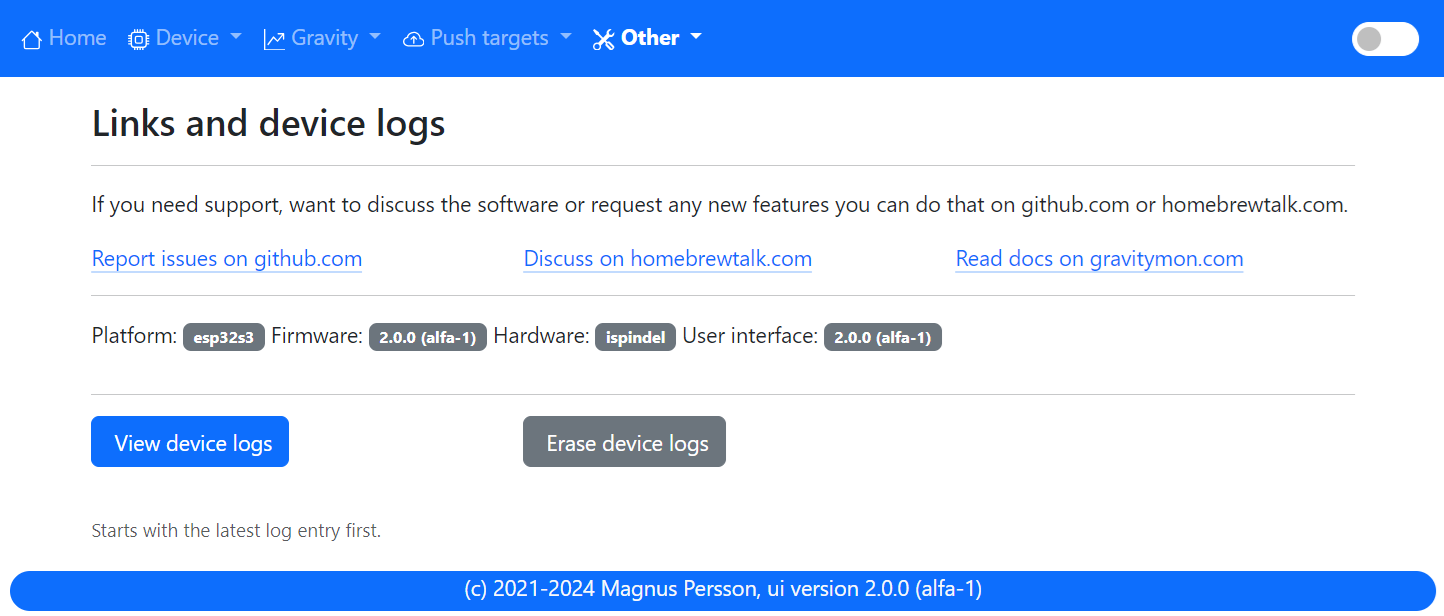 Home Device Gravity Push targets Other
Links and device logs
If you need support, want to discuss the software or request any new features you can do that on github.com or homebrewtalk.com.
Report issues on github.com Discuss on homebrewtalk.com Read docs on gravitymon.com
Platform: esp32s3 Firmware: 2.0.0 (alfa-1) Hardware: ispindel User interface: 2.0.0 (alfa-1)
View device logs Erase device logs
Starts with the latest log entry first.
(c) 2021-2024 Magnus Persson, ui version 2.0.0 (alfa-1)